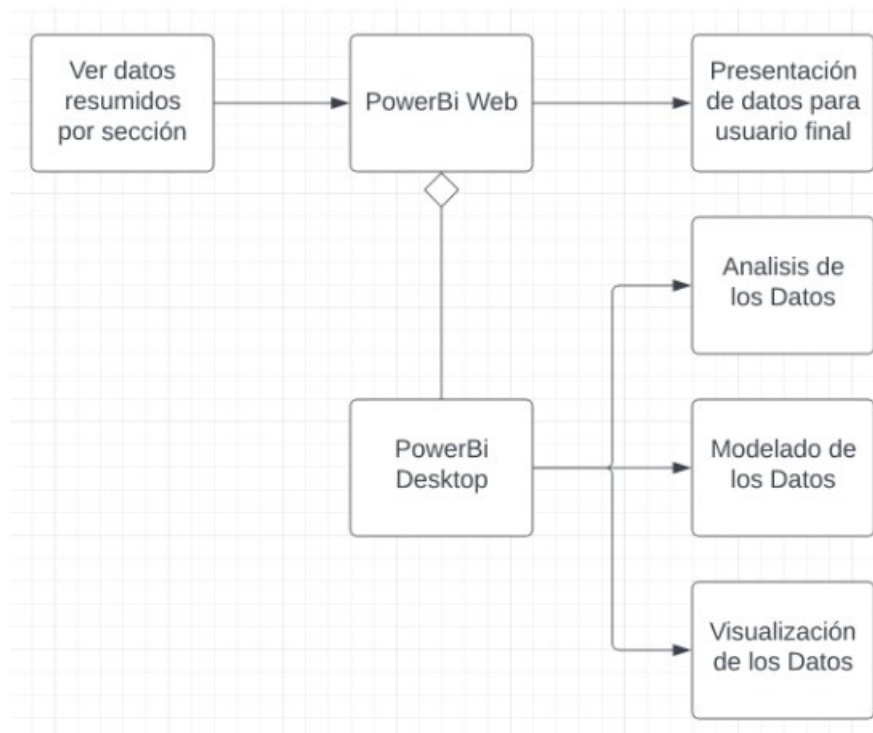 Ver datos
resumidos
por sección
PowerBi Web
Presentación
de datos para
usuario final
Analisis de
los Datos
PowerBi
Desktop
Modelado de
los Datos
Visualización
de los Datos